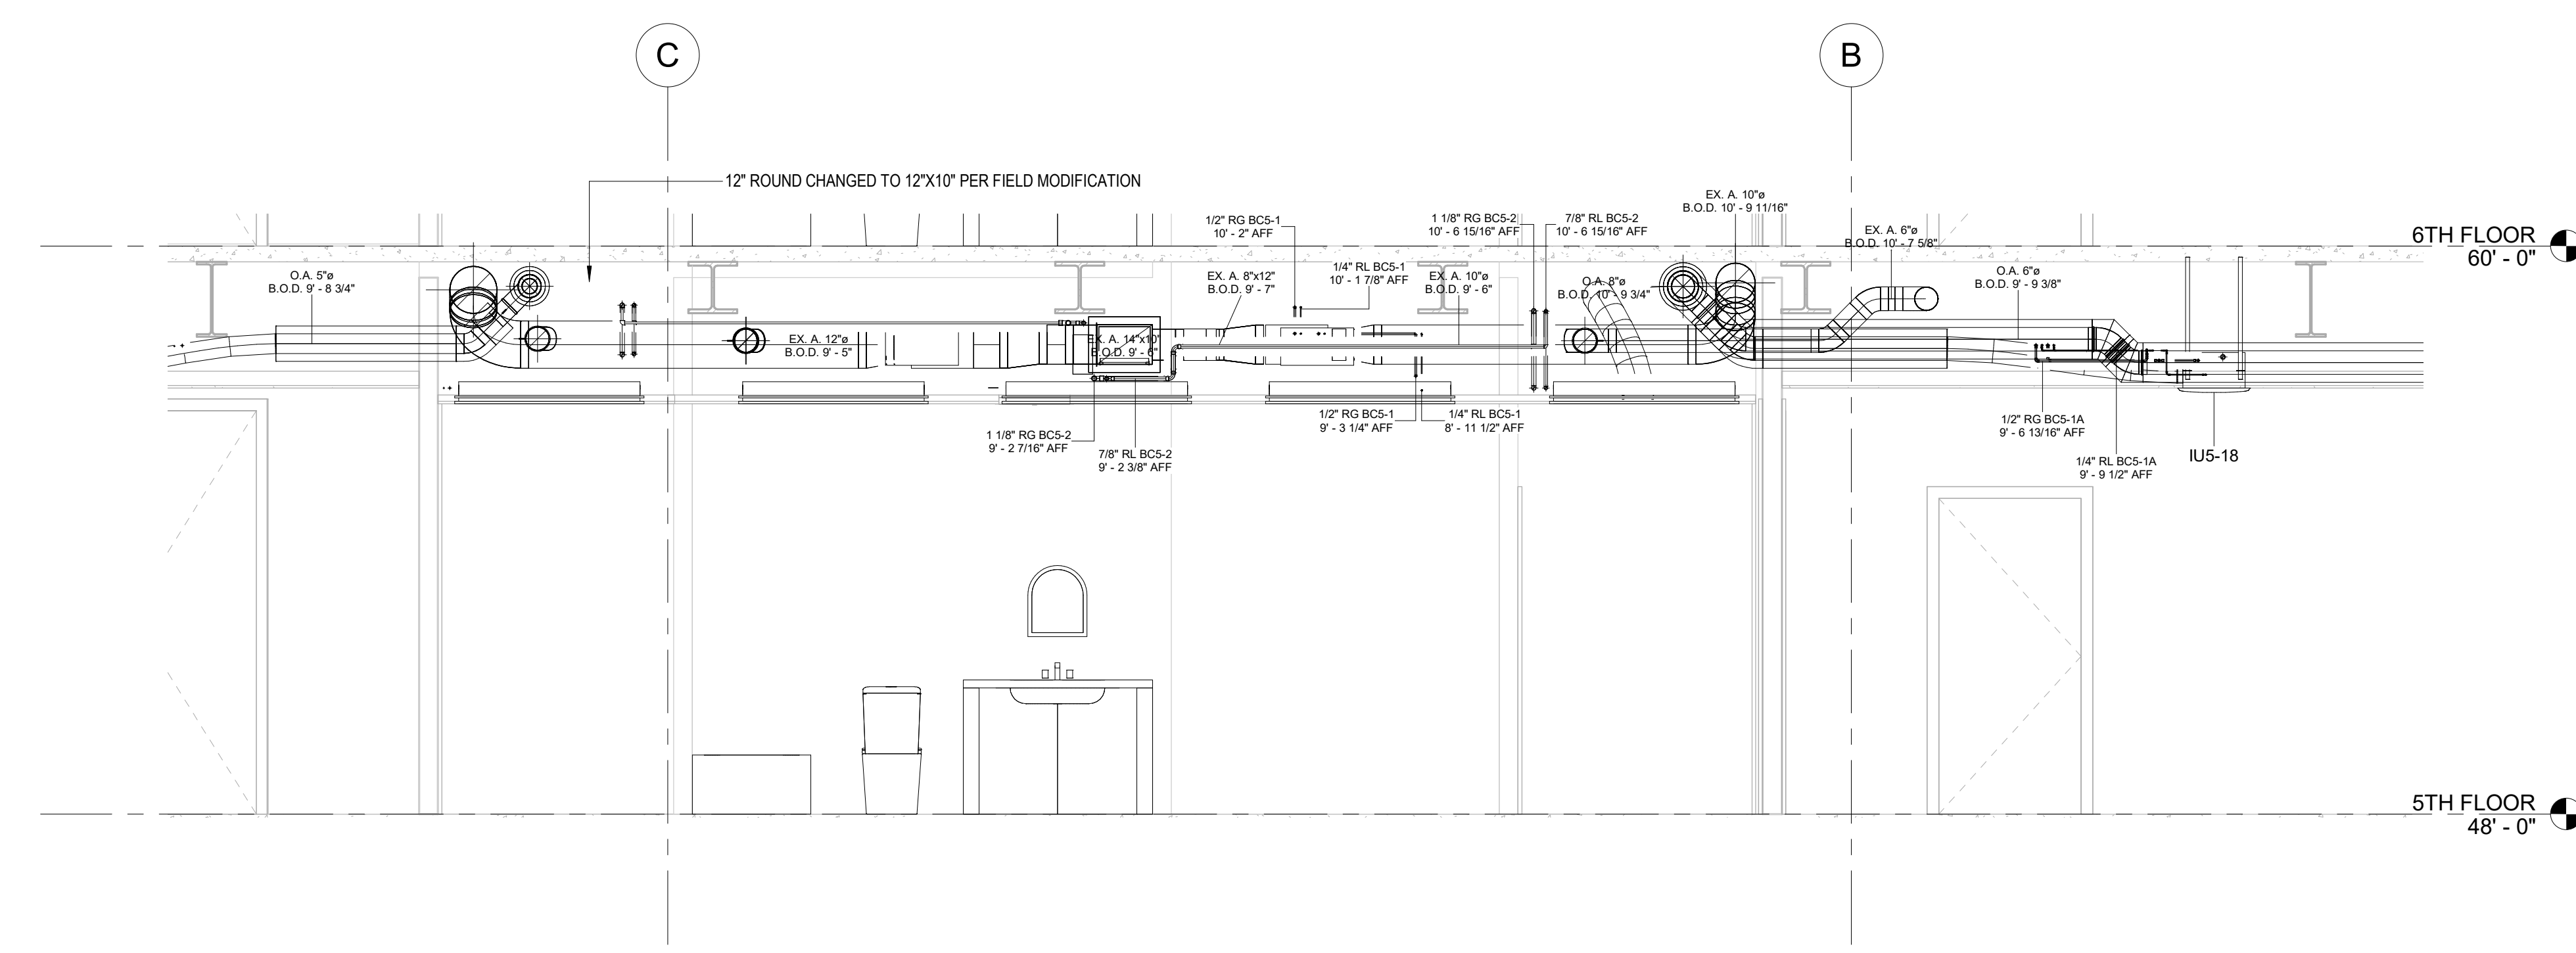 C
B
12" ROUND CHANGED TO 12"X10" PER FIELD MODIFICATION
EX. A. 10"ø
B.O.D. 10' - 9 11/16"
1/2" RG BC5-1
10' - 2" AFF
1 1/8" RG BC5-2
10' - 6 15/16" AFF
7/8" RL BC5-2
10' - 6 15/16" AFF
EX. A. 6"ø
B.O.D. 10' - 7 5/8"
6TH FLOOR
60' - 0"
O.A. 5"ø
B.O.D. 9' - 8 3/4"
EX. A. 8"x12"
B.O.D. 9' - 7"
1/4" RL BC5-1
10' - 1 7/8" AFF
EX. A. 10"ø
B.O.D. 9' - 6"
O.A. 8"ø
B.O.D. 10' - 9 3/4"
O.A. 6"ø
B.O.D. 9' - 9 3/8"
EX. A. 12"ø
B.O.D. 9' - 5"
EX. A. 14"x10"
B.O.D. 9' - 6"
1 1/8" RG BC5-2
9' - 2 7/16" AFF
7/8" RL BC5-2
9' - 2 3/8" AFF
1/2" RG BC5-1
9' - 3 1/4" AFF
1/4" RL BC5-1
8' - 11 1/2" AFF
1/2" RG BC5-1A
9' - 6 13/16" AFF
1/4" RL BC5-1A
9' - 9 1/2" AFF
IU5-18
5TH FLOOR
48' - 0"